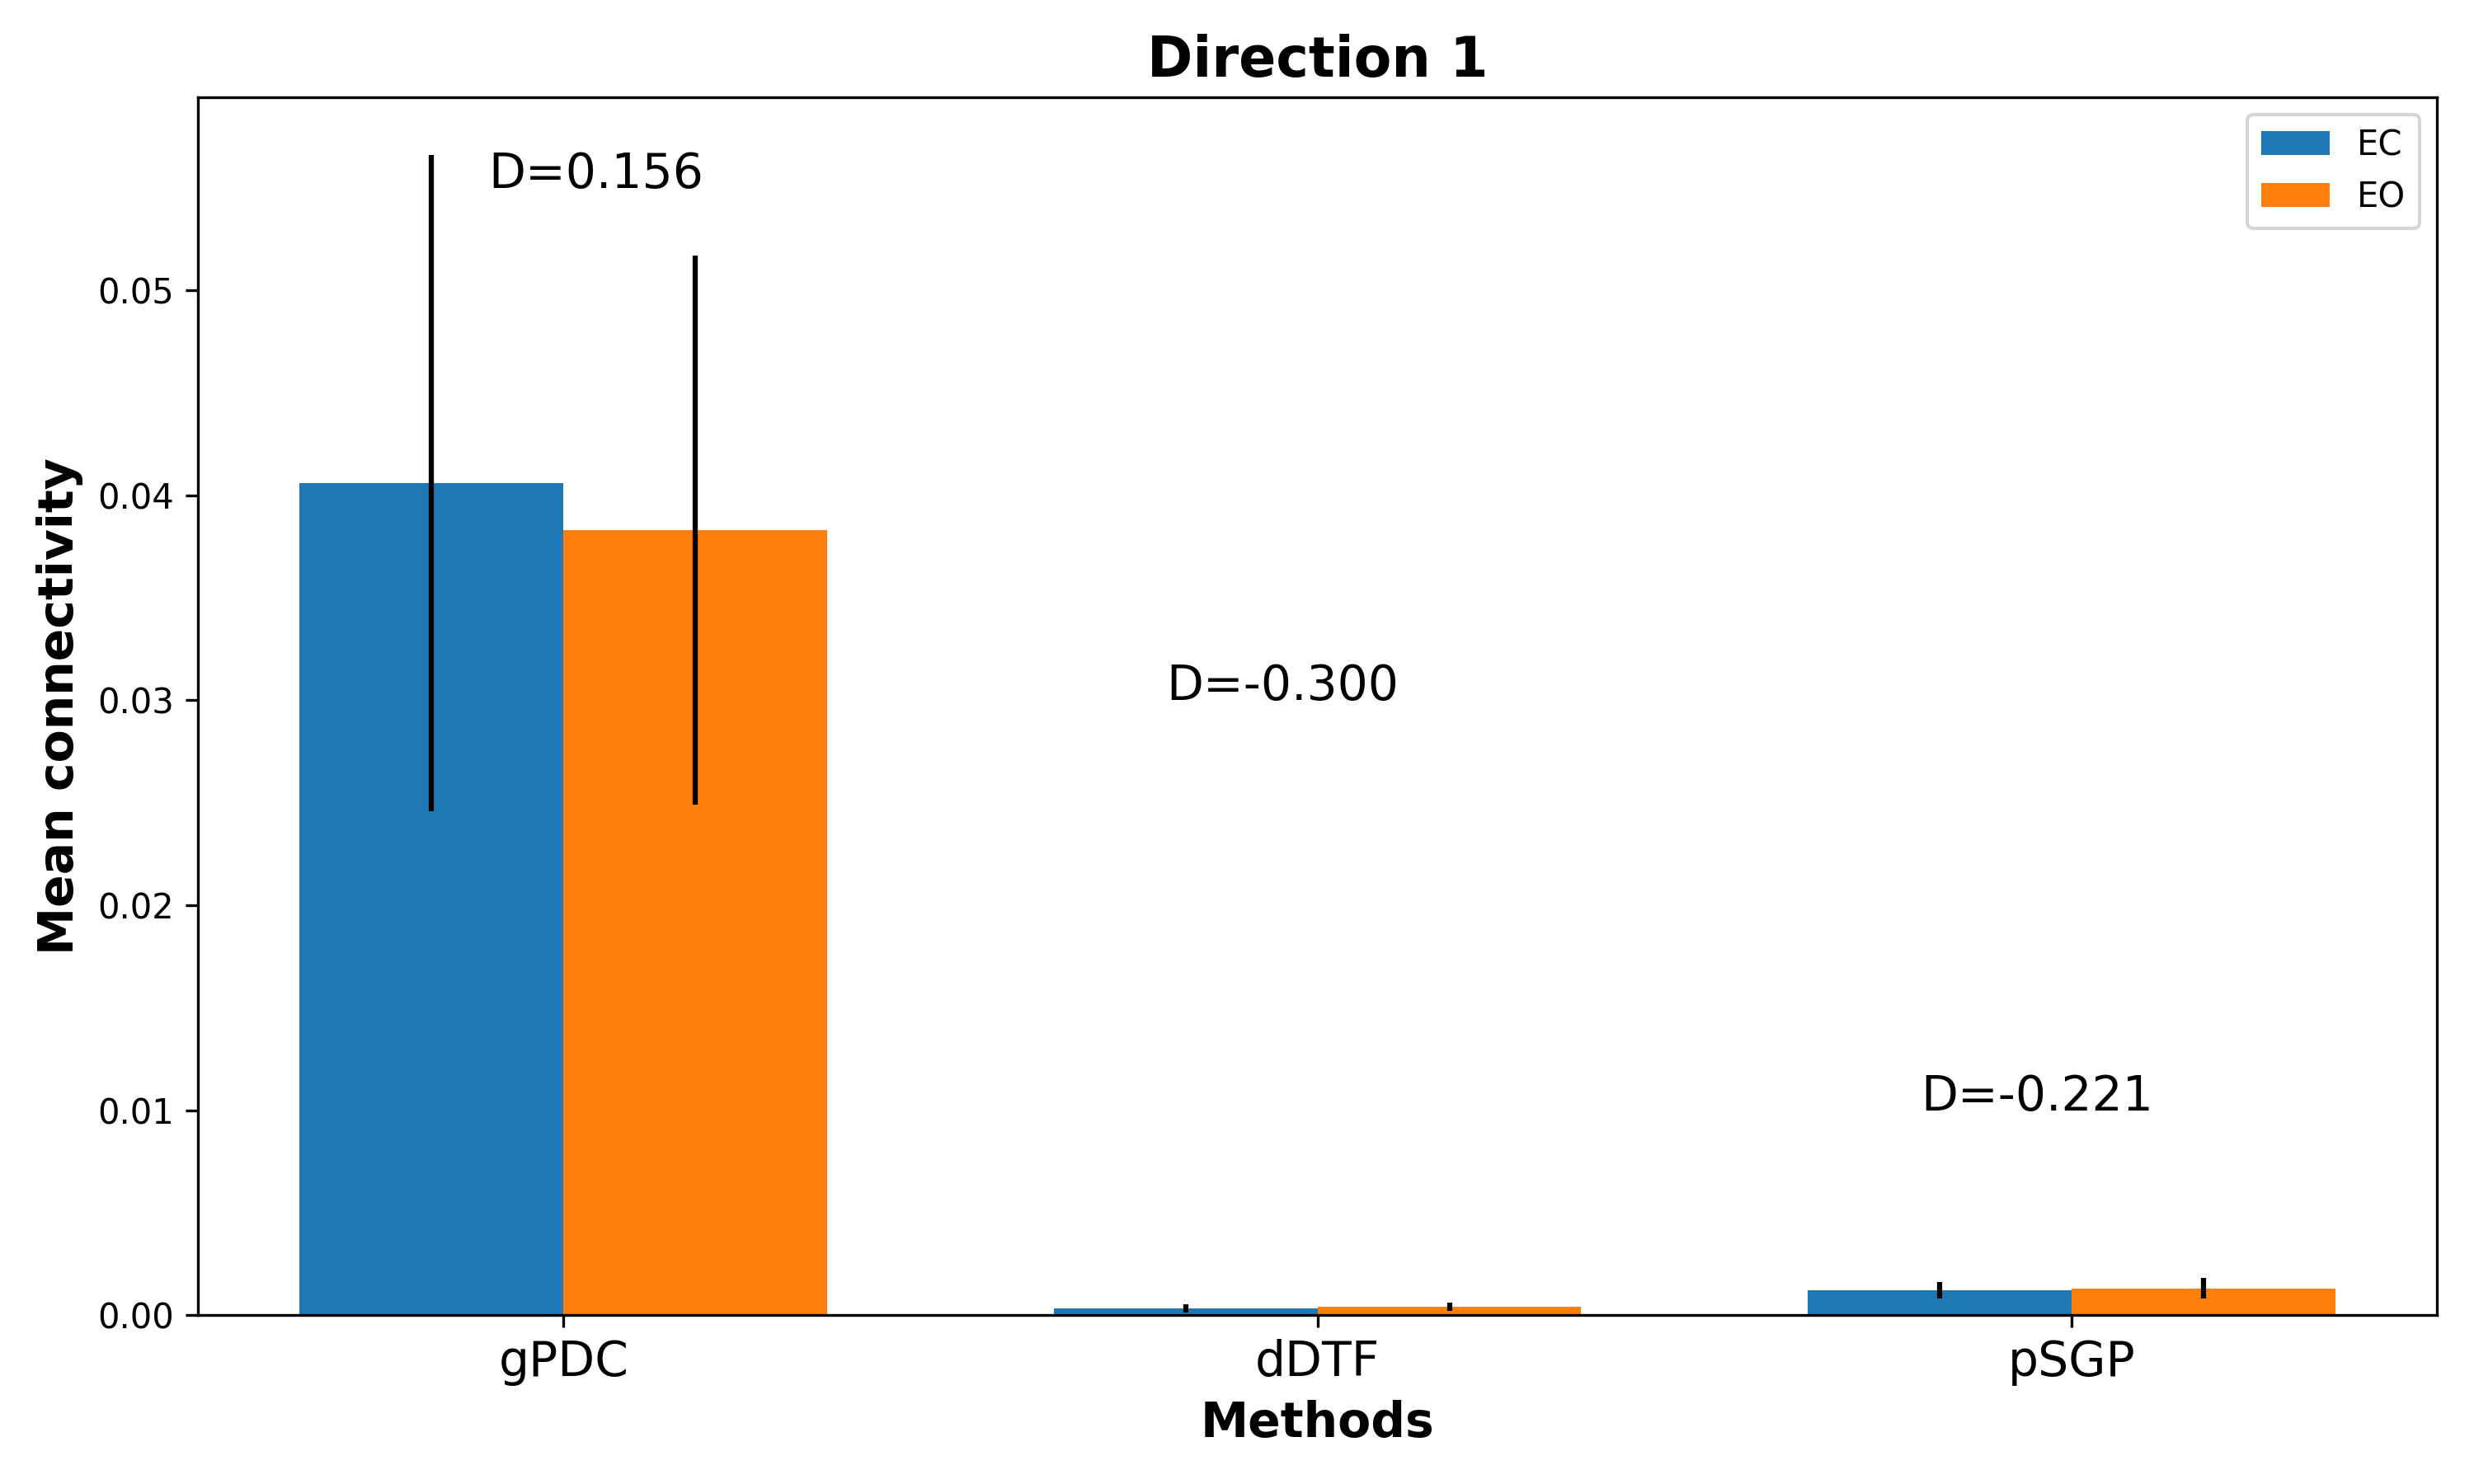 Direction 1
EC
EO
D=0.156
D=-0.300
D=-0.221
Mean connectivity
0.05
0.04
0.03
0.02
0.01
0.00
gPDC
dDTF
pSGP
Methods